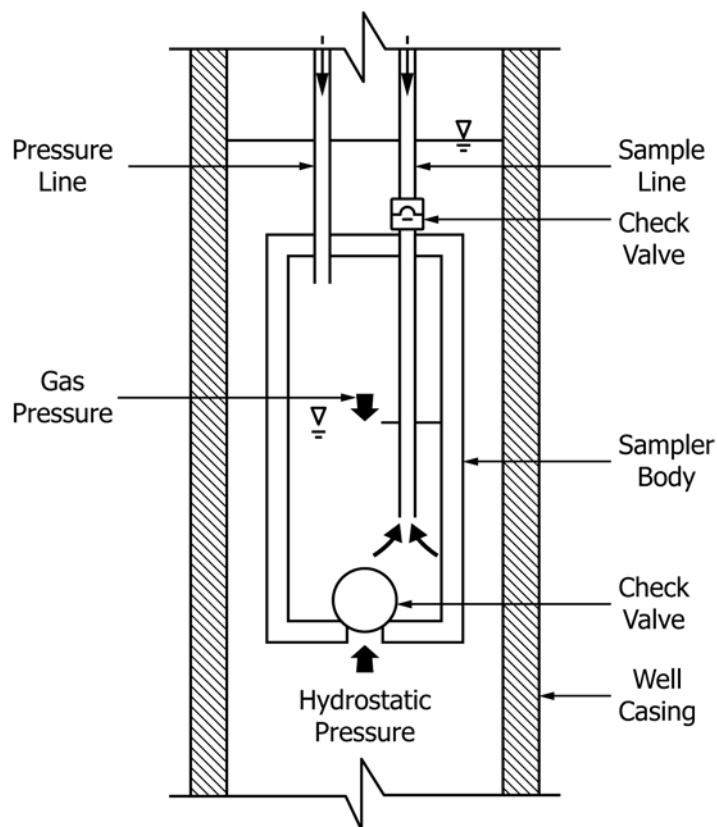 Pressure
Line
Sample
Line
Check
Valve
Gas
Pressure
Sampler
Body
Check
Valve
Hydrostatic
Pressure
Well
Casing